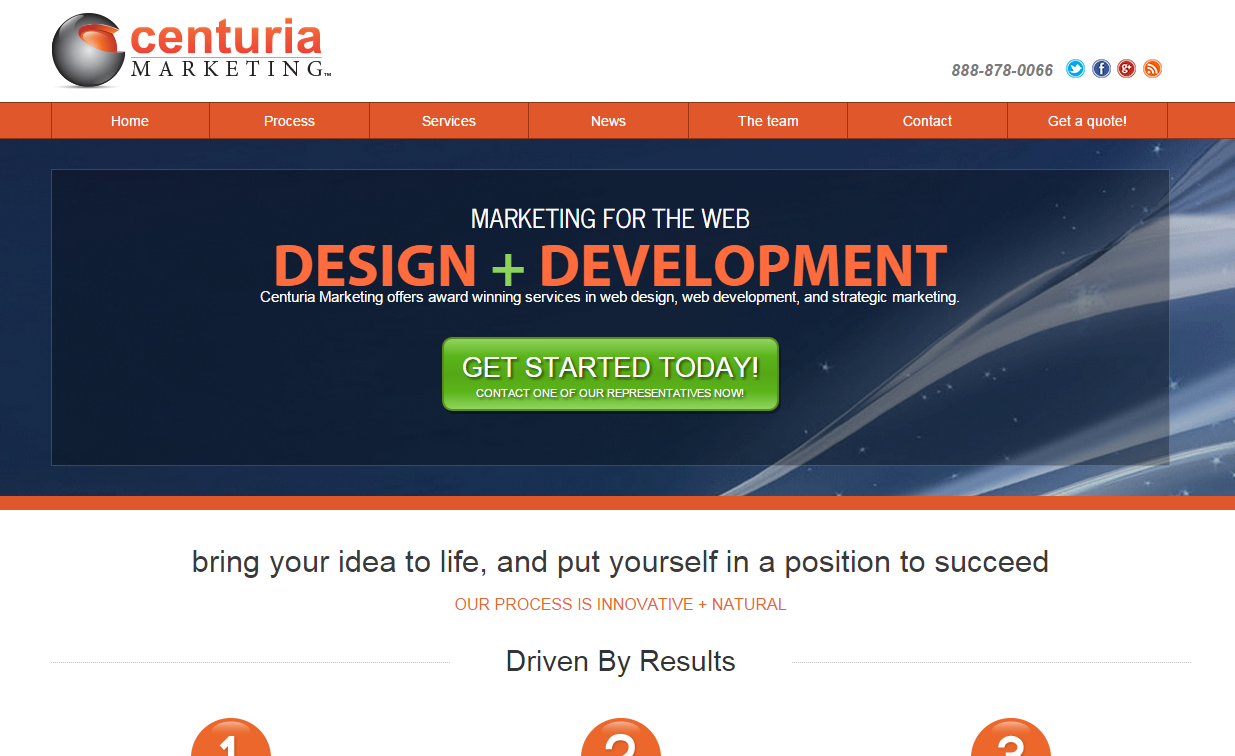 centuria
MARKETING™
888-878-0066
Home Process Services News The team Contact Get a quote!
MARKETING FOR THE WEB
DESIGN + DEVELOPMENT
Centuria Marketing offers award winning services in web design, web development, and strategic marketing.
GET STARTED TODAY!
CONTACT ONE OF OUR REPRESENTATIVES NOW!
bring your idea to life, and put yourself in a position to succeed
OUR PROCESS IS INNOVATIVE + NATURAL
Driven By Results
1 2 3